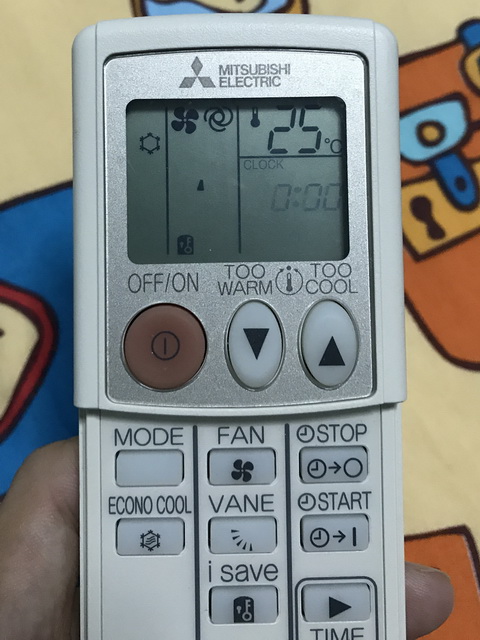 MITSUBISHI
ELECTRIC
25°C
CLOCK
0:00
OFF/ON
TOO WARM
TOO COOL
MODE
FAN
STOP
ECONO COOL
VANE
START
i save
TIME